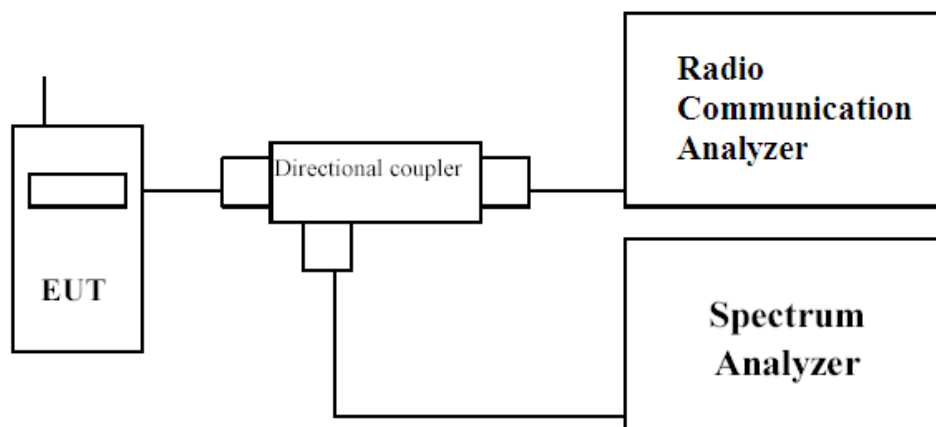 Radio
Communication
Analyzer
Directional coupler
EUT
Spectrum
Analyzer